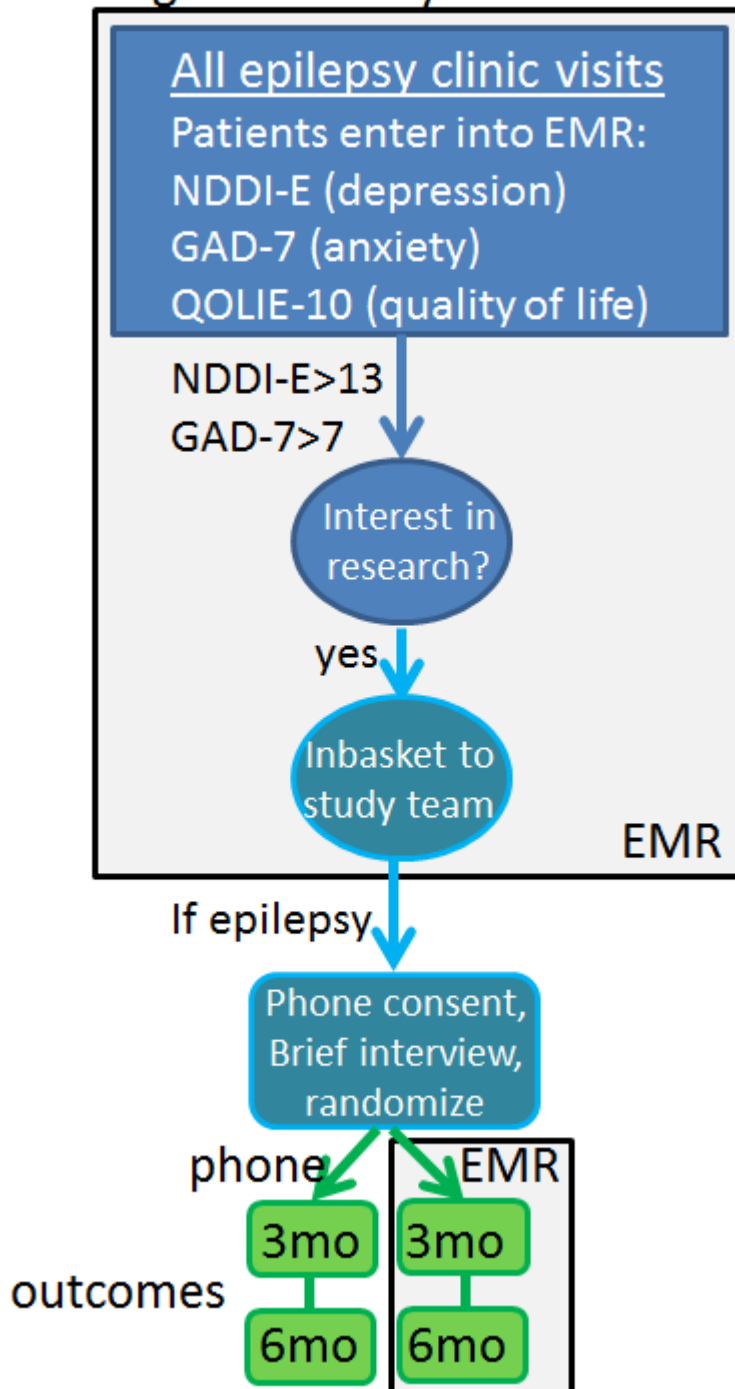 All epilepsy clinic visits
Patients enter into EMR:
NDDI-E (depression)
GAD-7 (anxiety)
QOLIE-10 (quality of life)
NDDI-E>13
GAD-7>7
Interest in
research?
yes
Inbasket to
study team
EMR
If epilepsy
Phone consent,
Brief interview,
randomize
phone
EMR
3mo
3mo
outcomes
6mo
6mo